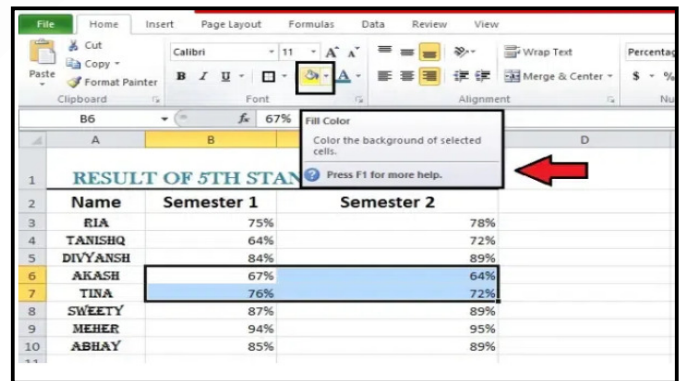 File Home Insert Page Layout Formulas Data Review View
Cut
Copy
Format Painter
Paste
Clipboard
Calibri 11 A A
B I U A
Font
Wrap Text
Merge & Center
Alignment
Percentag
$ %
Nu
B6 fx 67%
Fill Color
Color the background of selected
cells.
Press F1 for more help.
A B D
1 RESULT OF 5TH STAN
2 Name Semester 1 Semester 2
3 RIA 75% 78%
4 TANISHQ 64% 72%
5 DIVYANSH 84% 89%
6 AKASH 67% 64%
7 TINA 76% 72%
8 SWEETY 87% 89%
9 MEHER 94% 95%
10 ABHAY 85% 89%